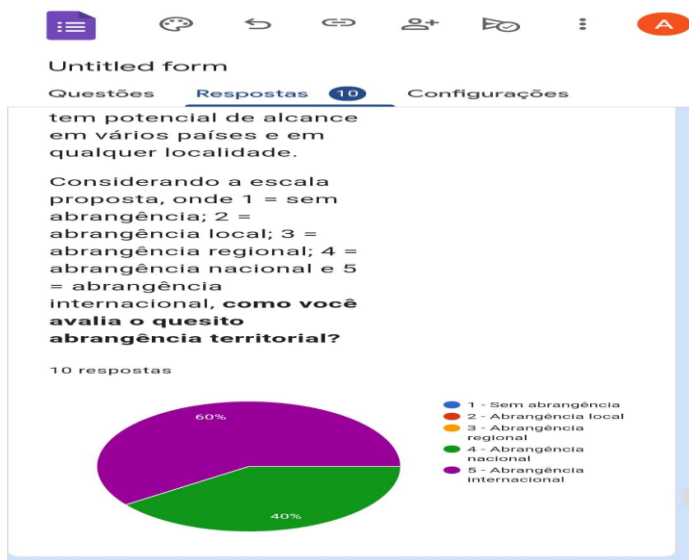 A
Untitled form
Questões Respostas 10 Configurações
tem potencial de alcance
em vários países e em
qualquer localidade.
Considerando a escala
proposta, onde 1 = sem
abrangência; 2 =
abrangência local; 3 =
abrangência regional; 4 =
abrangência nacional e 5
= abrangência
internacional, como você
avalia o quesito
abrangência territorial?
10 respostas
60%
40%
1 - Sem abrangência
2 - Abrangência local
3 - Abrangência
regional
4 - Abrangência
nacional
5 - Abrangência
internacional